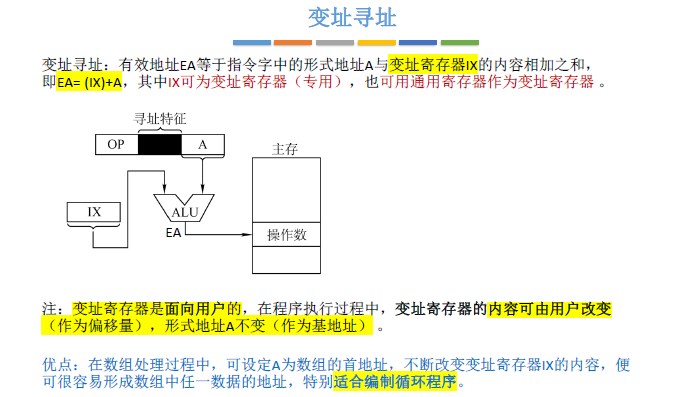 变址寻址
变址寻址：有效地址EA等于指令字中的形式地址A与变址寄存器IX的内容相加之和，
即EA= (IX)+A，其中IX可为变址寄存器（专用），也可用通用寄存器作为变址寄存器 。
寻址特征
OP
A
主存
IX
ALU
EA
操作数
注：变址寄存器是面向用户的，在程序执行过程中，变址寄存器的内容可由用户改变
（作为偏移量），形式地址A不变（作为基地址） 。
优点：在数组处理过程中，可设定A为数组的首地址，不断改变变址寄存器IX的内容，便
可很容易形成数组中任一数据的地址，特别适合编制循环程序。